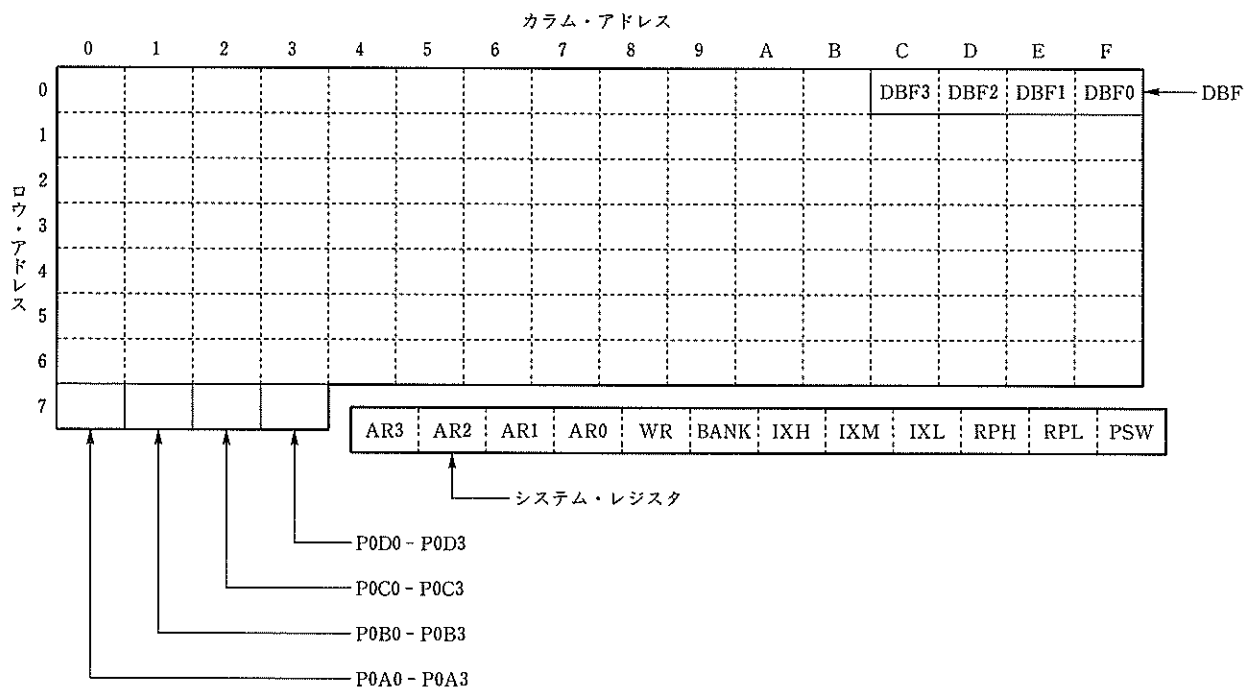 カラム・アドレス
0 1 2 3 4 5 6 7 8 9 A B C D E F
ロウ・アドレス
0 DBF3 DBF2 DBF1 DBF0 DBF
1
2
3
4
5
6
7
AR3 AR2 AR1 AR0 WR BANK IXH IXM IXL RPH RPL PSW
システム・レジスタ
P0D0 - P0D3
P0C0 - P0C3
P0B0 - P0B3
P0A0 - P0A3